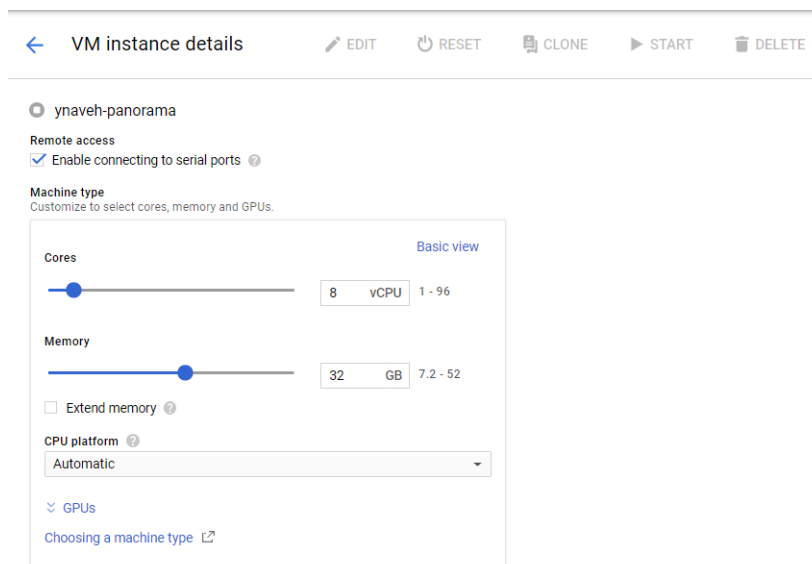 VM instance details EDIT RESET CLONE START DELETE
ynaveh-panorama
Remote access
Enable connecting to serial ports
Machine type
Customize to select cores, memory and GPUs.
Basic view
Cores
8 vCPU 1 - 96
Memory
32 GB 7.2 - 52
Extend memory
CPU platform
Automatic
GPUs
Choosing a machine type